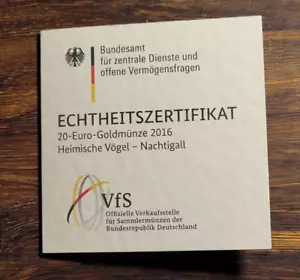 Bundesamt
für zentrale Dienste und
offene Vermögensfragen
ECHTHEITSZERTIFIKAT
20-Euro-Goldmünze 2016
Heimische Vögel – Nachtigall
VfS
Offizielle Verkaufsstelle
für Sammlermünzen der
Bundesrepublik Deutschland